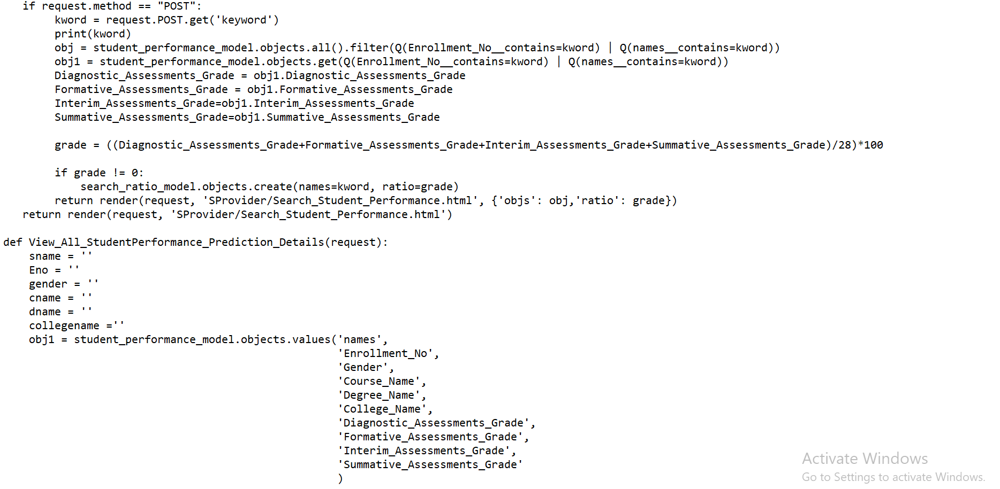 if request.method == "POST":
kword = request.POST.get('keyword')
print(kword)
obj = student_performance_model.objects.all().filter(Q(Enrollment_No__contains=kword) | Q(names__contains=kword))
obj1 = student_performance_model.objects.get(Q(Enrollment_No__contains=kword) | Q(names__contains=kword))
Diagnostic_Assessments_Grade = obj1.Diagnostic_Assessments_Grade
Formative_Assessments_Grade = obj1.Formative_Assessments_Grade
Interim_Assessments_Grade=obj1.Interim_Assessments_Grade
Summative_Assessments_Grade=obj1.Summative_Assessments_Grade
grade = ((Diagnostic_Assessments_Grade+Formative_Assessments_Grade+Interim_Assessments_Grade+Summative_Assessments_Grade)/28)*100
if grade != 0:
search_ratio_model.objects.create(names=kword, ratio=grade)
return render(request, 'SProvider/Search_Student_Performance.html', {'objs': obj,'ratio': grade})
return render(request, 'SProvider/Search_Student_Performance.html')
def View_All_StudentPerformance_Prediction_Details(request):
sname = ''
Eno = ''
gender = ''
cname = ''
dname = ''
collegename =''
obj1 = student_performance_model.objects.values('names',
'Enrollment_No',
'Gender',
'Course_Name',
'Degree_Name',
'College_Name',
'Diagnostic_Assessments_Grade',
'Formative_Assessments_Grade',
'Interim_Assessments_Grade',
'Summative_Assessments_Grade'
)
Activate Windows
Go to Settings to activate Windows.